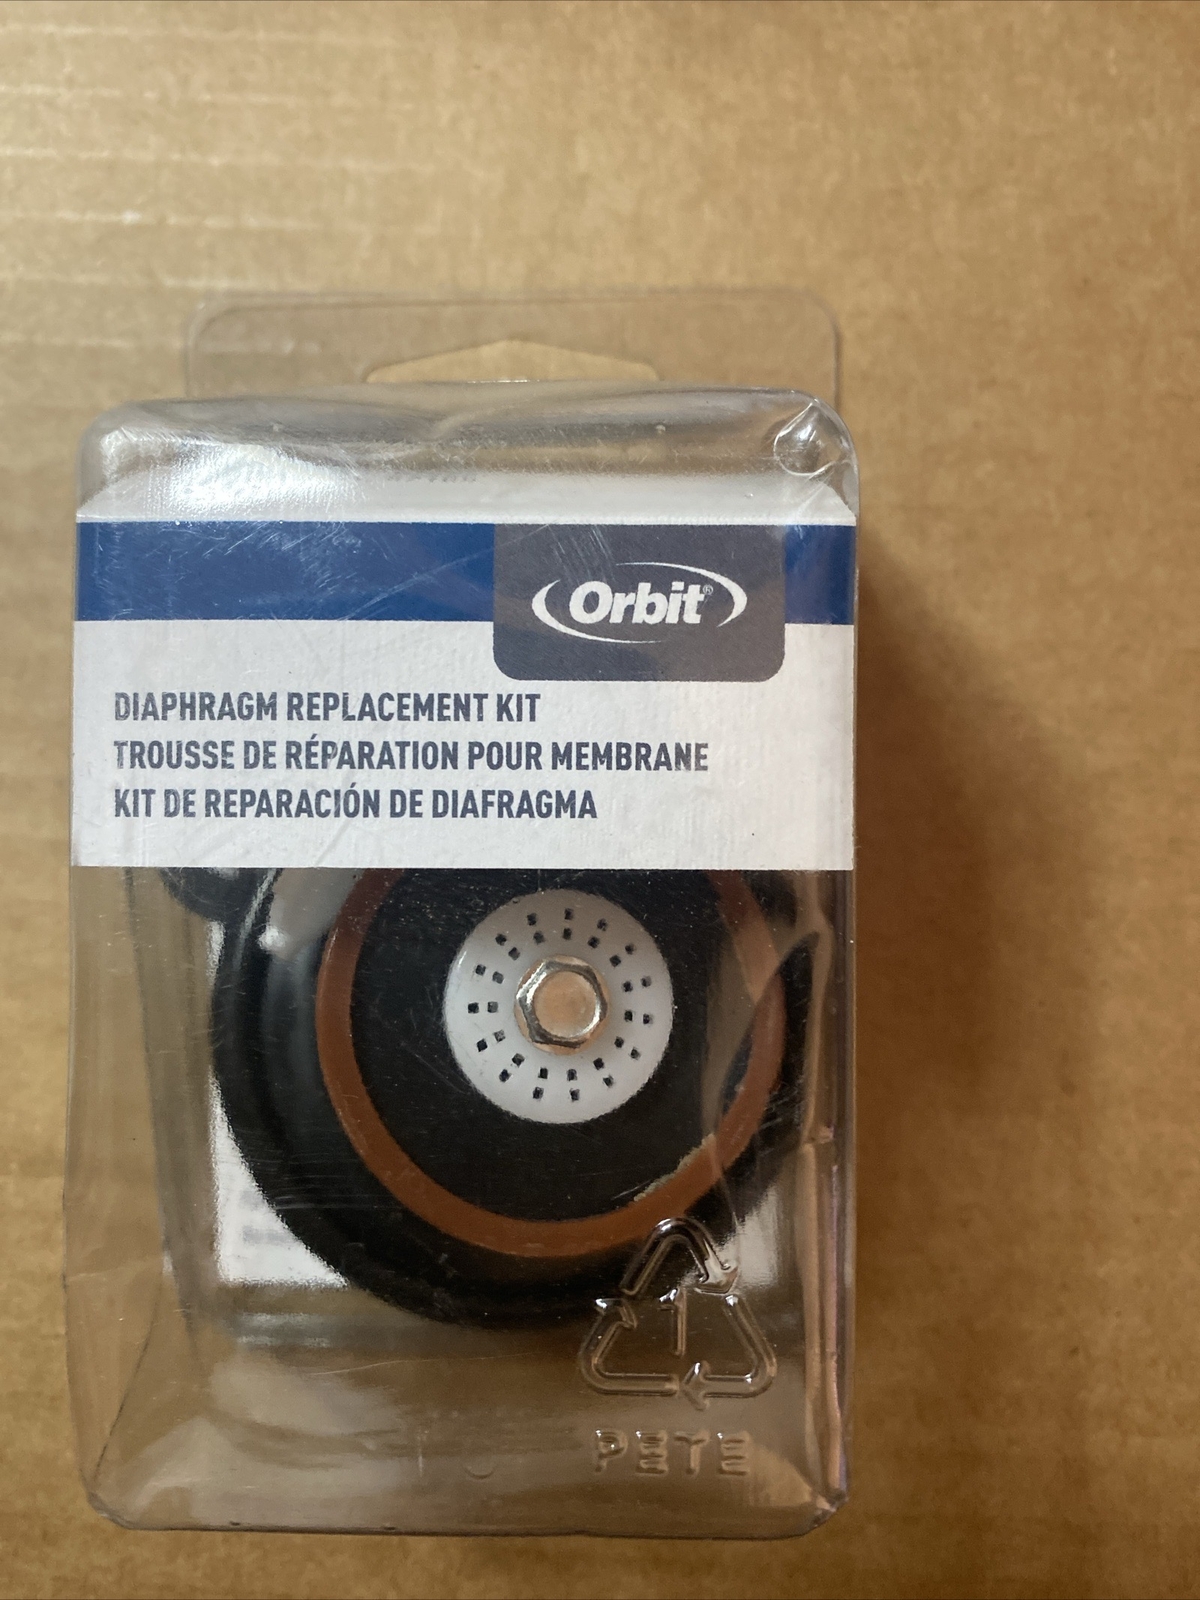 Orbit®
DIAPHRAGM REPLACEMENT KIT
TROUSSE DE RÉPARATION POUR MEMBRANE
KIT DE REPARACIÓN DE DIAFRAGMA
1
PETE